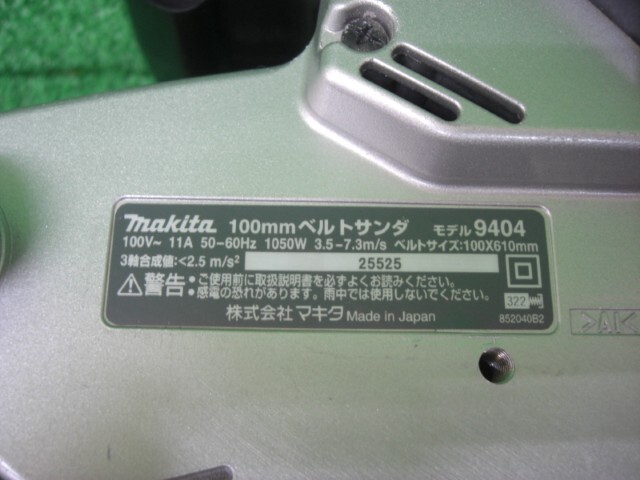 makita 100mmベルトサンダ モデル9404
100V~ 11A 50-60Hz 1050W 3.5-7.3m/s ベルトサイズ:100X610mm
3軸合成値:<2.5 m/s² 25525
警告 ●ご使用前に取扱説明書を必ずよくお読みください。
●感電の恐れがあります。雨中では使用しないでください。
322
株式会社 マキタ Made in Japan 852040B2
>Al<